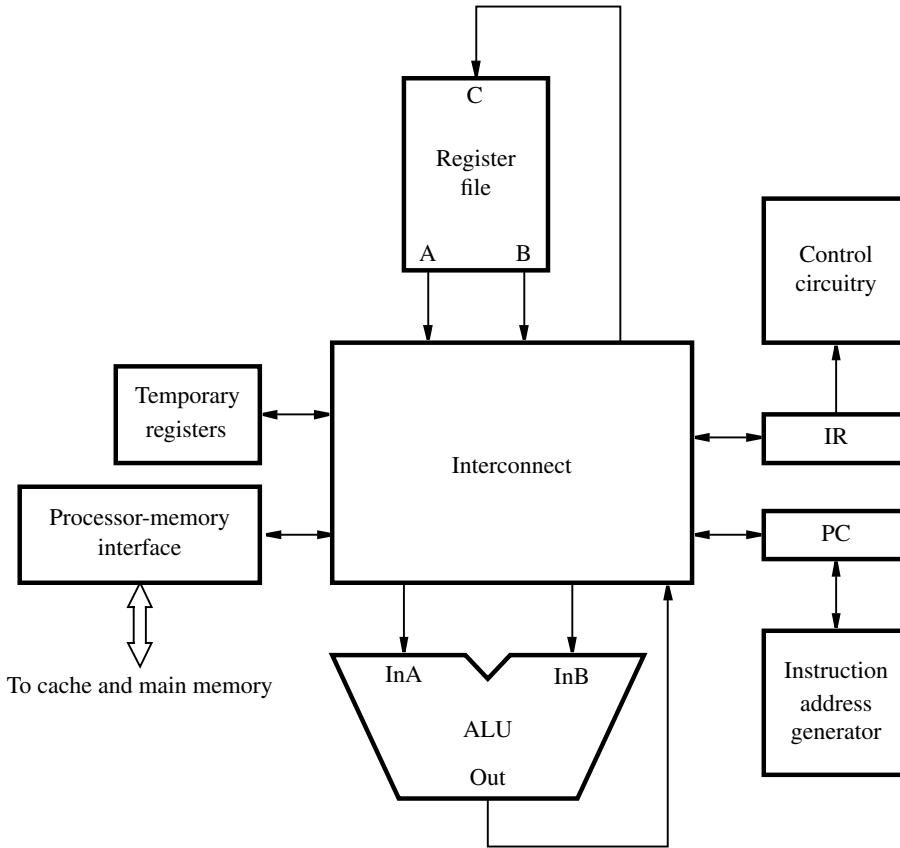 C
Register
file
A
B
Control
circuitry
Temporary
registers
Interconnect
IR
Processor-memory
interface
PC
To cache and main memory
InA
InB
ALU
Out
Instruction
address
generator